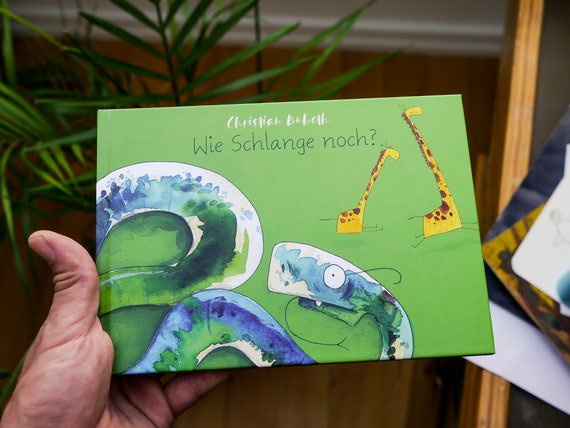 Christian Bobeth
Wie Schlange noch?...